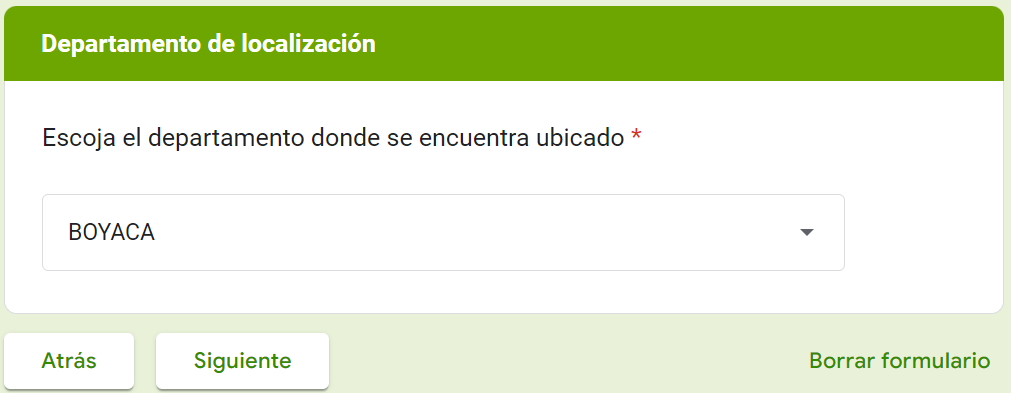 Departamento de localización
Escoja el departamento donde se encuentra ubicado *
BOYACA
Atrás Siguiente Borrar formulario